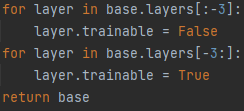 for layer in base.layers[:-3]:
    layer.trainable = False
for layer in base.layers[-3:]:
    layer.trainable = True
return base